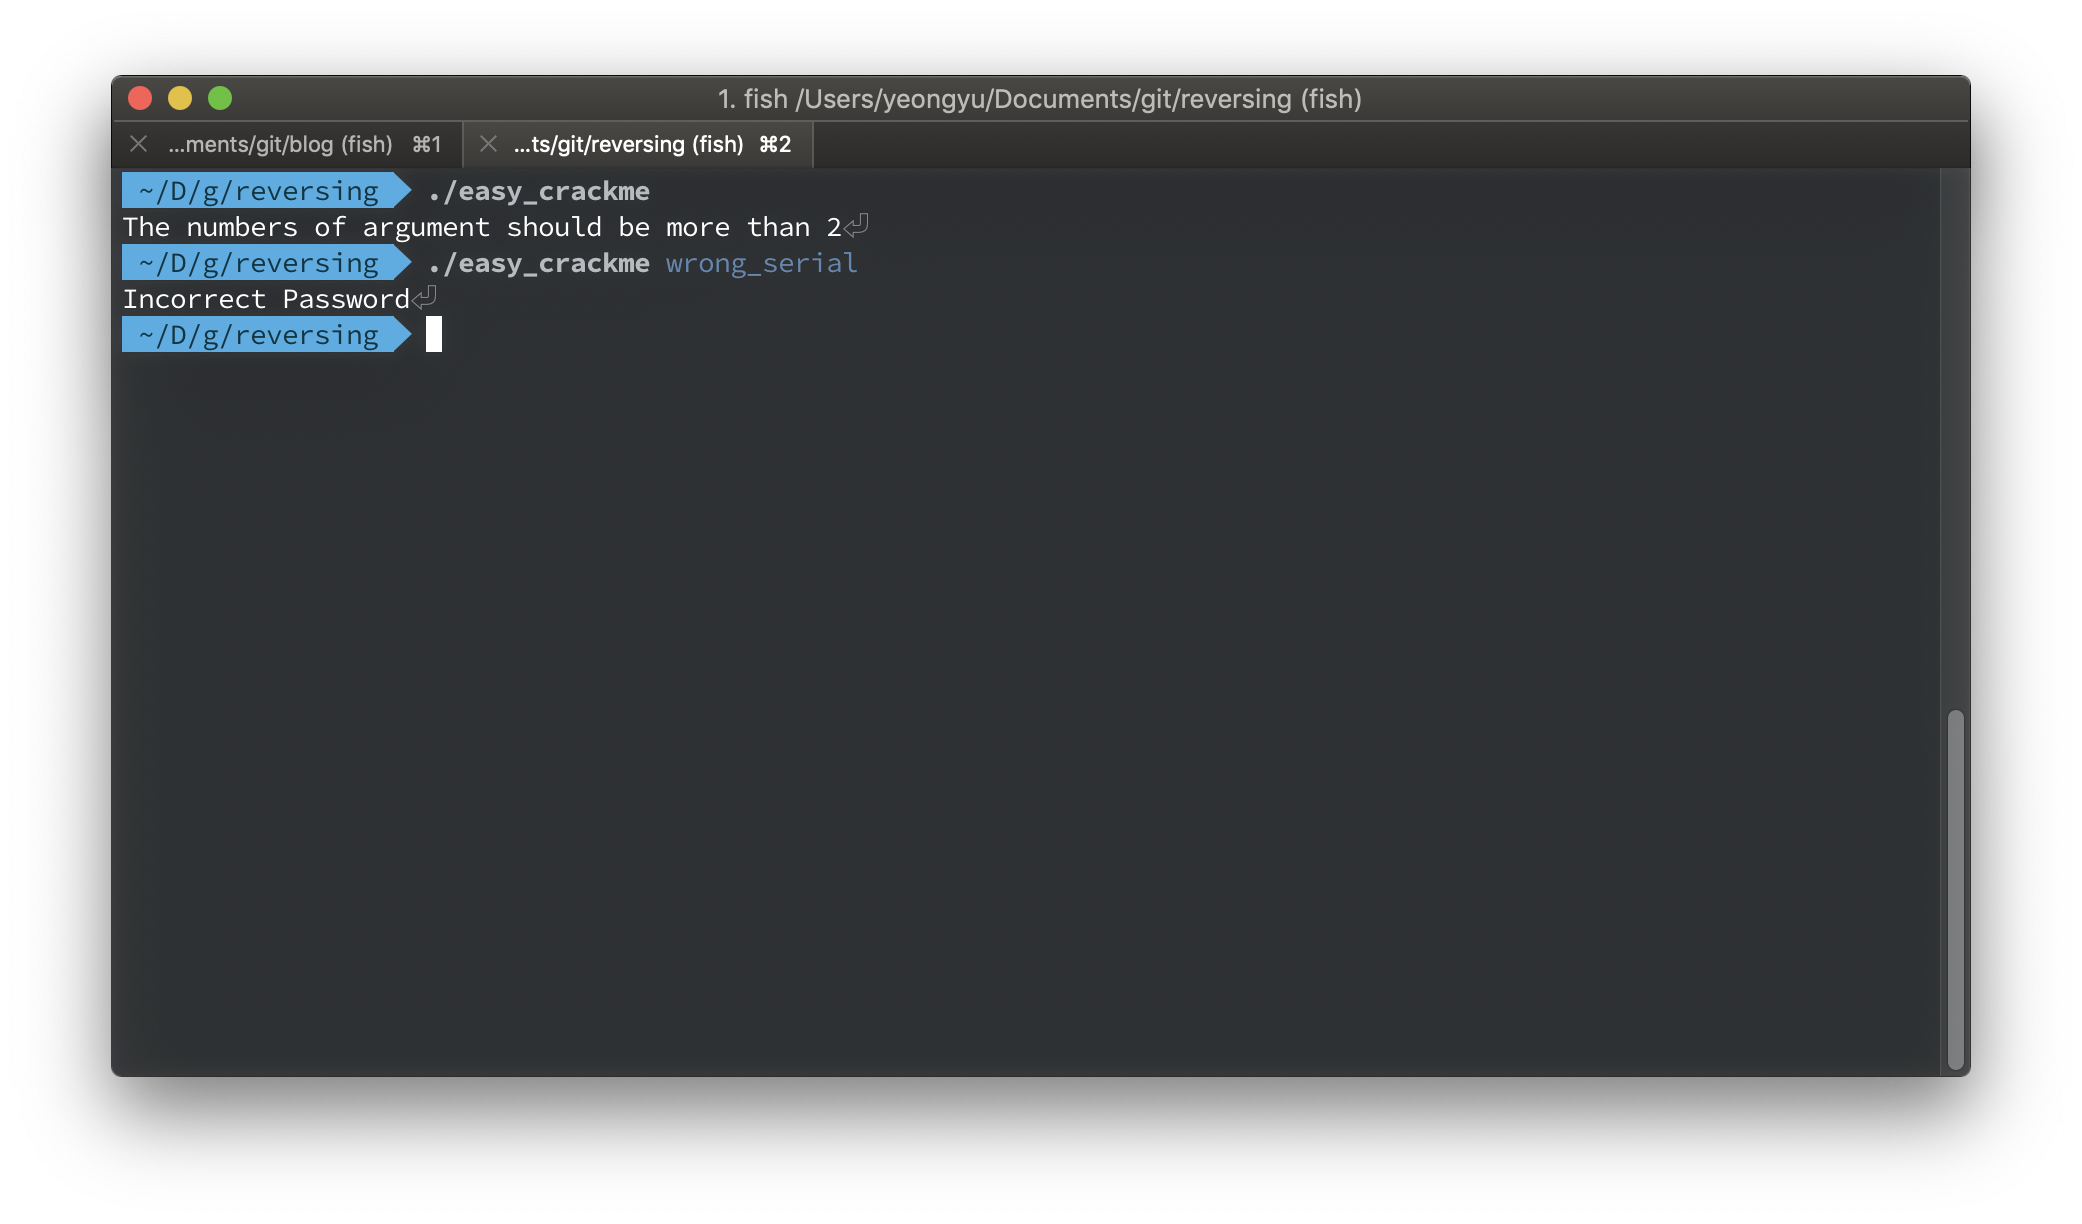 1. fish /Users/yeongyu/Documents/git/reversing (fish)
...ments/git/blog (fish) ⌘1 ...ts/git/reversing (fish) ⌘2
~/D/g/reversing ./easy_crackme
The numbers of argument should be more than 2⏎
~/D/g/reversing ./easy_crackme wrong_serial
Incorrect Password⏎
~/D/g/reversing